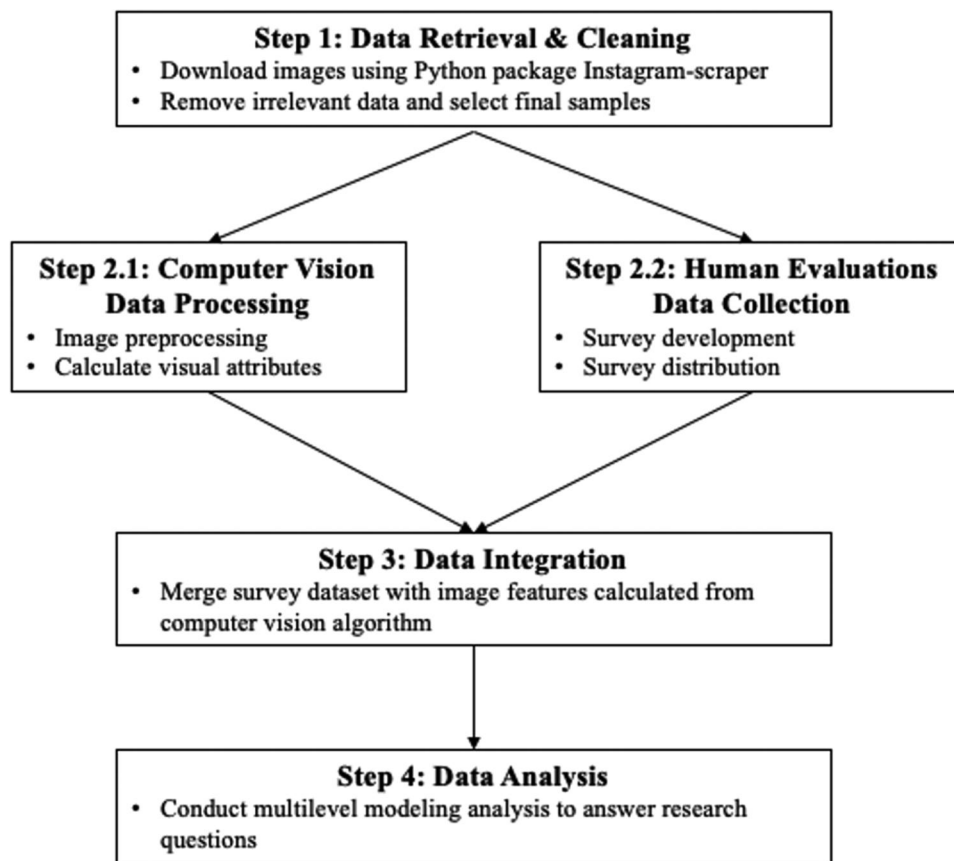 Step 1: Data Retrieval & Cleaning
• Download images using Python package Instagram-scraper
• Remove irrelevant data and select final samples
Step 2.1: Computer Vision
Data Processing
• Image preprocessing
• Calculate visual attributes
Step 2.2: Human Evaluations
Data Collection
• Survey development
• Survey distribution
Step 3: Data Integration
• Merge survey dataset with image features calculated from
computer vision algorithm
Step 4: Data Analysis
• Conduct multilevel modeling analysis to answer research
questions